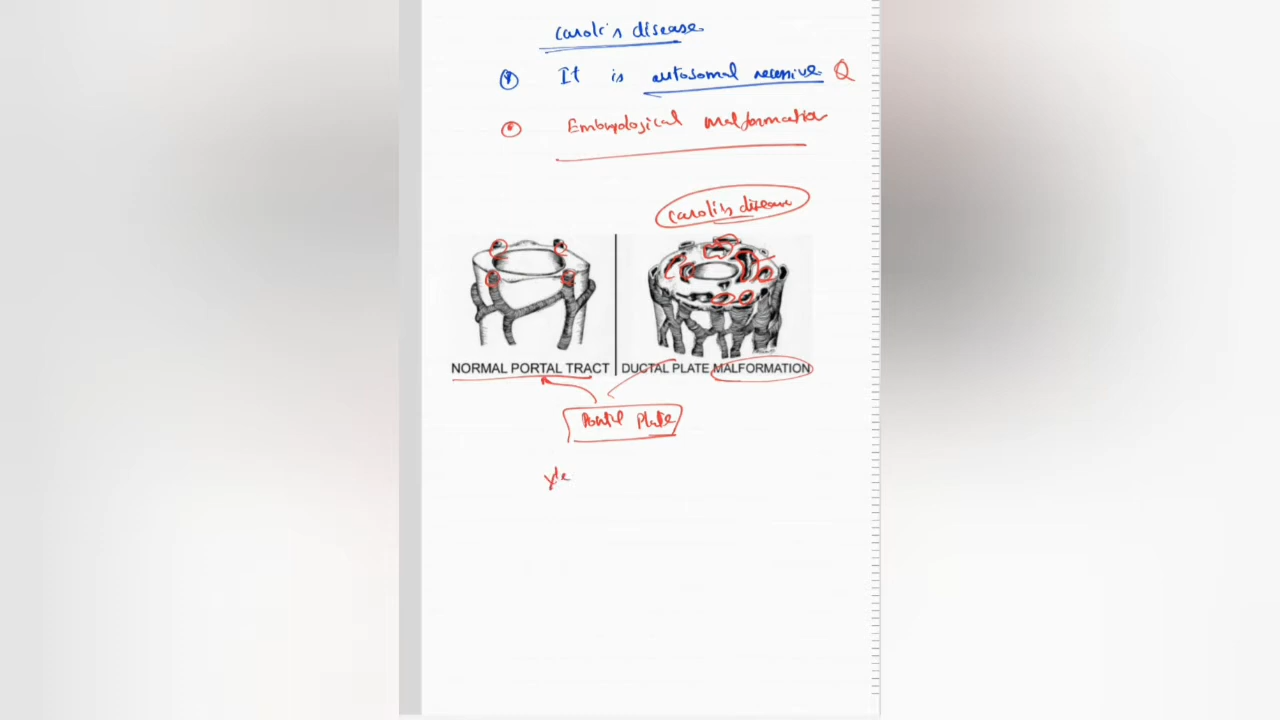 Caroli's disease
It is autosomal recessive Q
Embryological Malformation
Caroli's disease
NORMAL PORTAL TRACT
DUCTAL PLATE MALFORMATION
Portal Plate